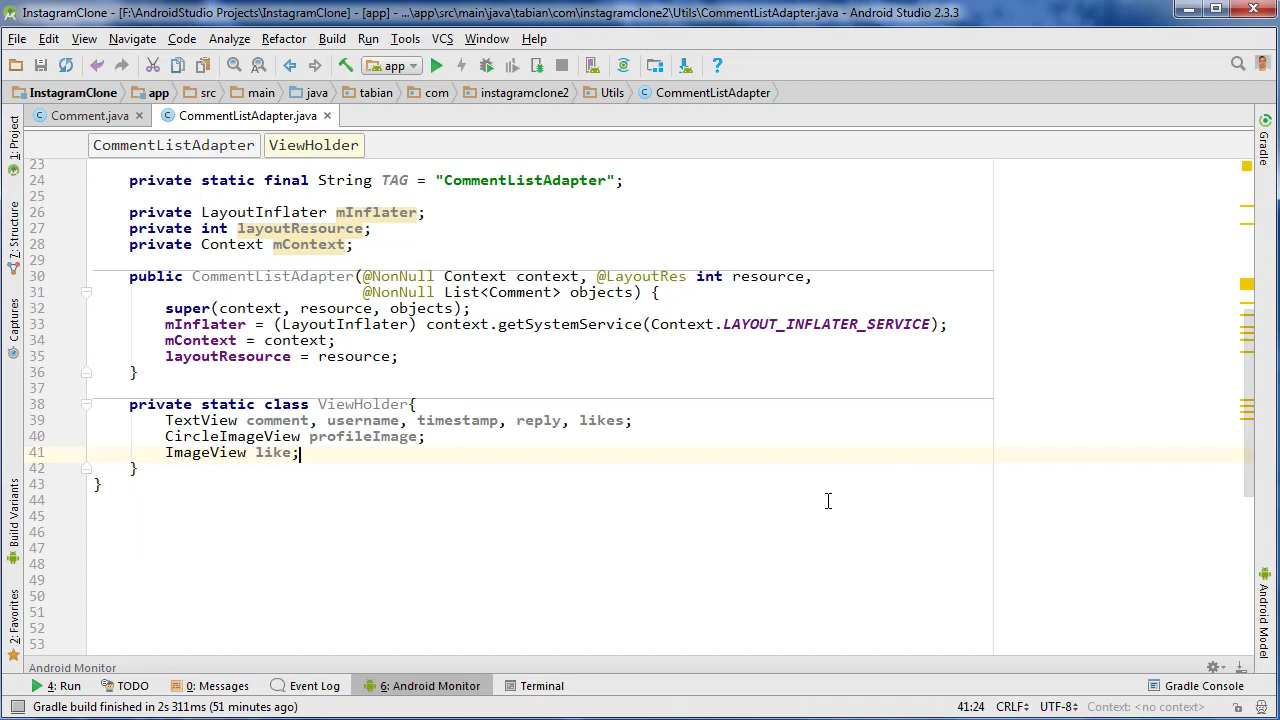 InstagramClone - [F:\AndroidStudio Projects\InstagramClone] - [app] - ...\app\src\main\java\tabian\com\instagramclone2\Utils\CommentListAdapter.java - Android Studio 2.3.3
File Edit View Navigate Code Analyze Refactor Build Run Tools VCS Window Help
app
InstagramClone app src main java tabian com instagramclone2 Utils CommentListAdapter
Comment.java CommentListAdapter.java
CommentListAdapter ViewHolder
23
24 private static final String TAG = "CommentListAdapter";
25
26 private LayoutInflater mInflater;
27 private int layoutResource;
28 private Context mContext;
29
30 public CommentListAdapter(@NonNull Context context, @LayoutRes int resource,
31 @NonNull List<Comment> objects) {
32 super(context, resource, objects);
33 mInflater = (LayoutInflater) context.getSystemService(Context.LAYOUT_INFLATER_SERVICE);
34 mContext = context;
35 layoutResource = resource;
36 }
37
38 private static class ViewHolder{
39 TextView comment, username, timestamp, reply, likes;
40 CircleImageView profileImage;
41 ImageView like;
42 }
43 }
44
45
46
47
48
49
50
51
52
53
1: Project
7: Structure
Captures
Build Variants
2: Favorites
Gradle
Android Model
Android Monitor
4: Run TODO 0: Messages Event Log 6: Android Monitor Terminal Gradle Console
Gradle build finished in 2s 311ms (51 minutes ago) 41:24 CRLF÷ UTF-8÷ Context: <no context>